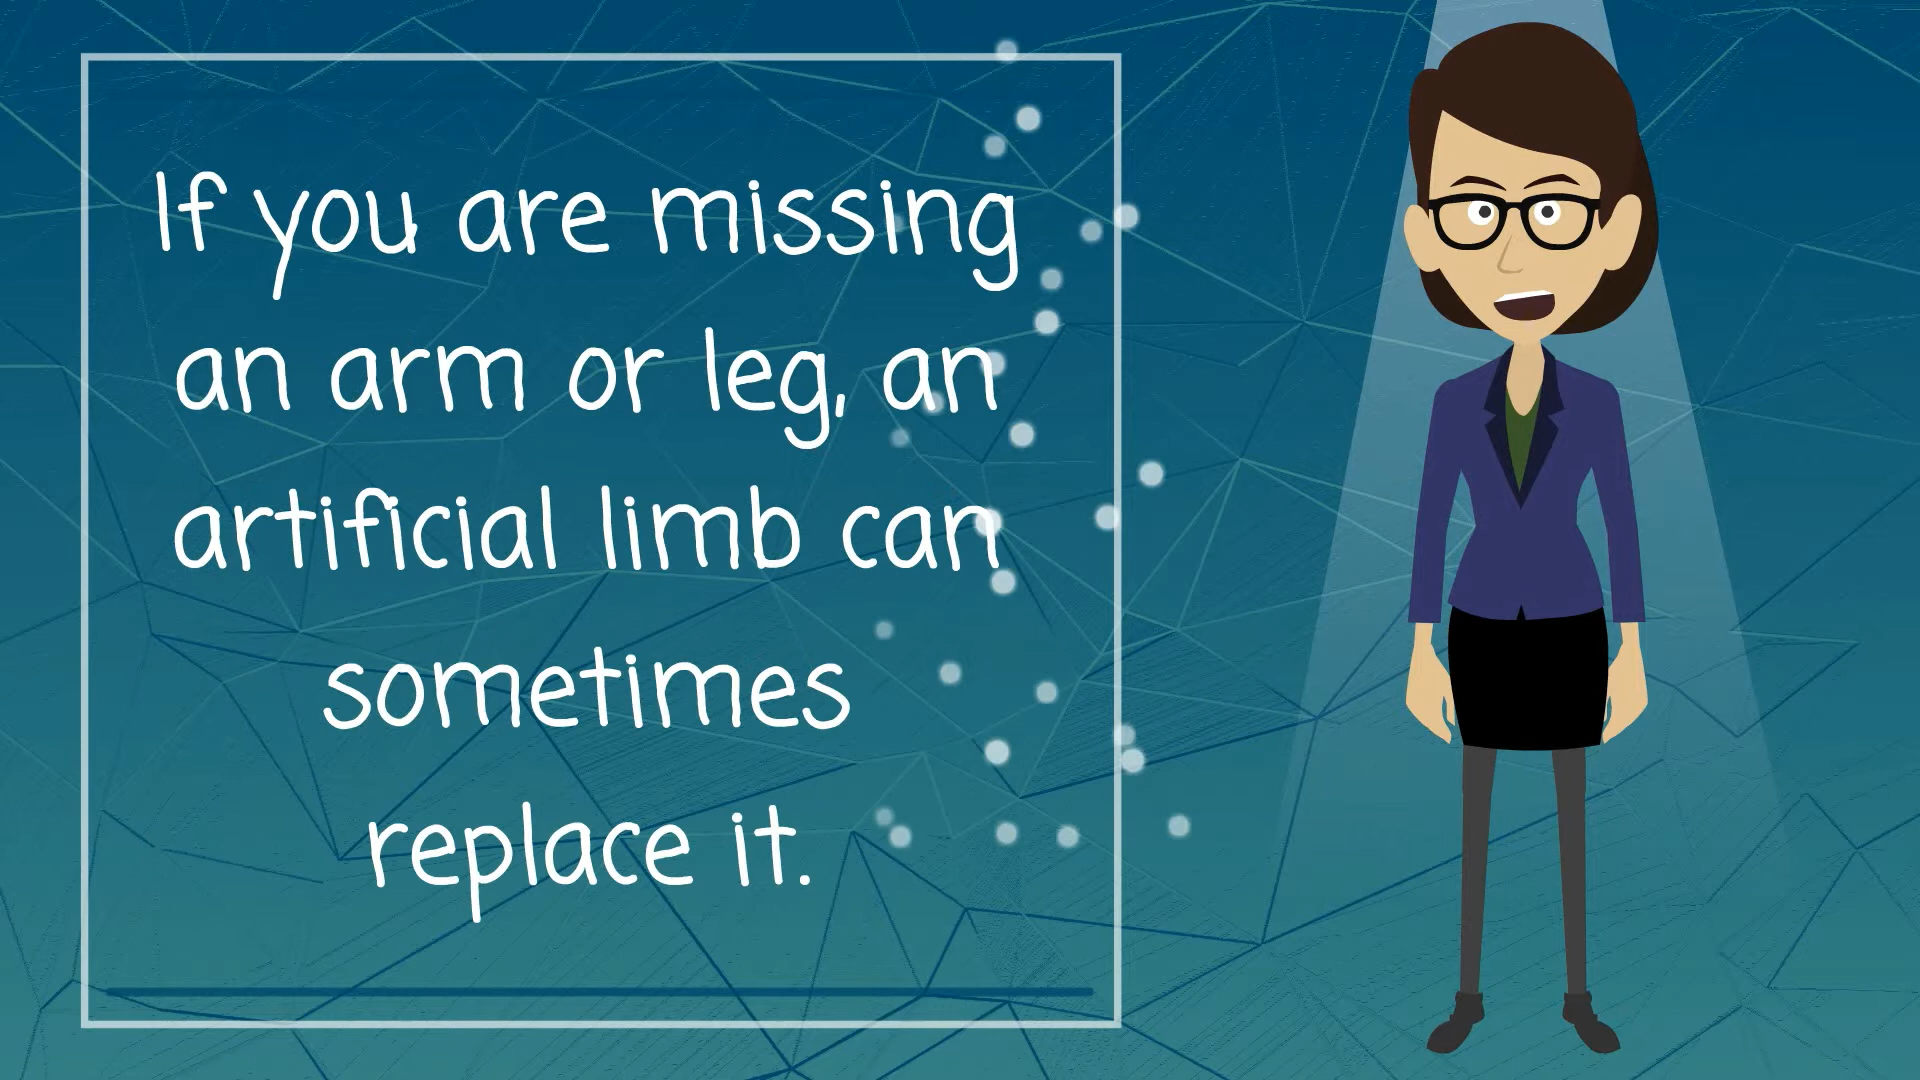 If you are missing
an arm or leg, an
artificial limb can
sometimes
replace it.